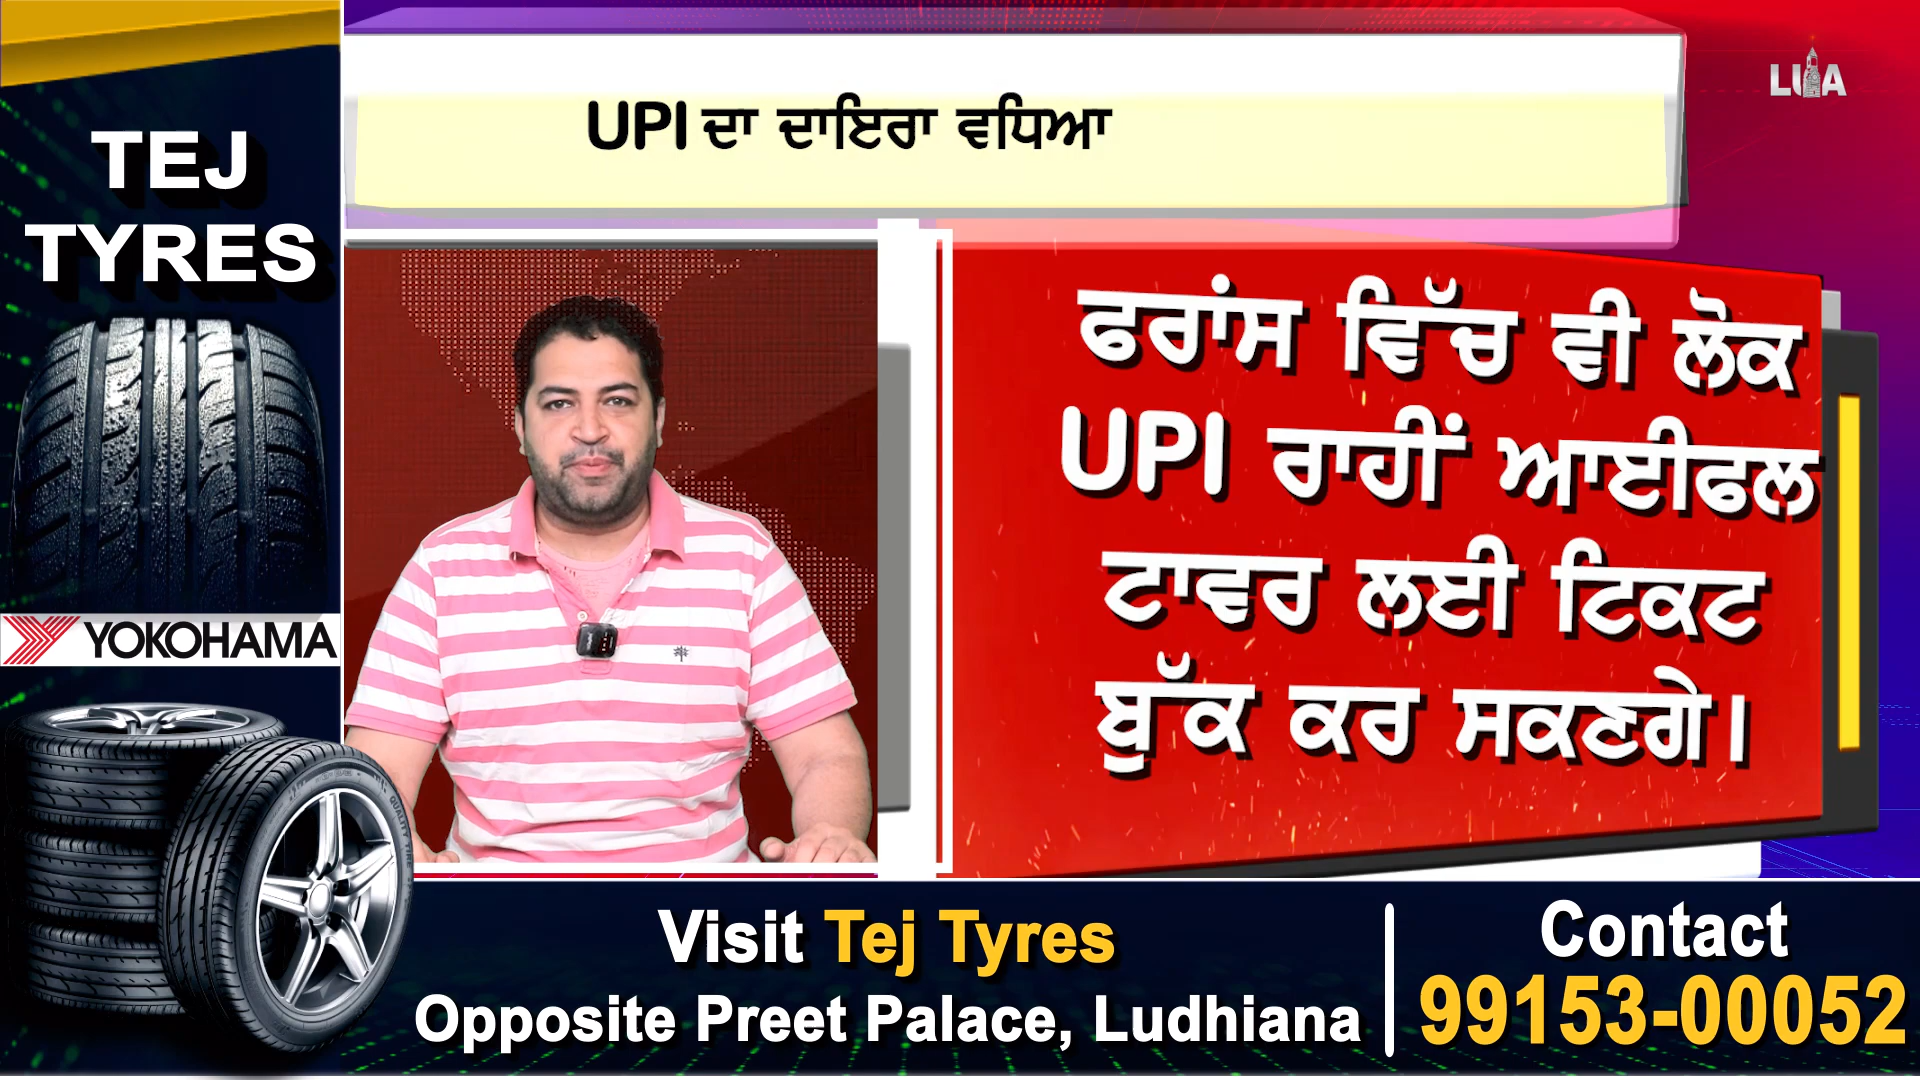 TEJ
TYRES
YOKOHAMA
UPI ਦਾ ਦਾਇਰਾ ਵਧਿਆ
LUA
ਫਰਾਂਸ ਵਿੱਚ ਵੀ ਲੋਕ
UPI ਰਾਹੀਂ ਆਈਫਲ
ਟਾਵਰ ਲਈ ਟਿਕਟ
ਬੁੱਕ ਕਰ ਸਕਣਗੇ।
Visit Tej Tyres
Opposite Preet Palace, Ludhiana
Contact
99153-00052